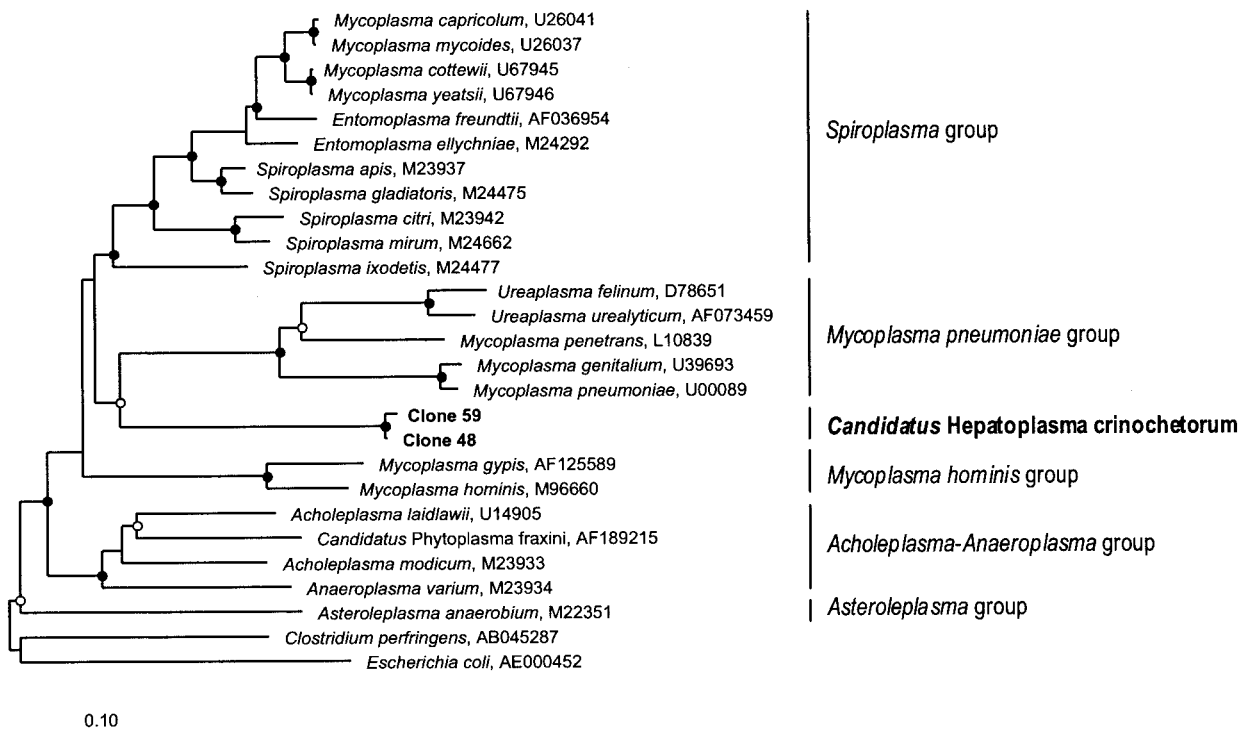 Mycoplasma capricolum, U26041
Mycoplasma mycoides, U26037
Mycoplasma cottewii, U67945
Mycoplasma yeatsii, U67946
Entomoplasma freundtii, AF036954
Entomoplasma ellychniae, M24292
Spiroplasma apis, M23937
Spiroplasma gladiatoris, M24475
Spiroplasma citri, M23942
Spiroplasma mirum, M24662
Spiroplasma ixodetis, M24477
Spiroplasma group
Ureaplasma felinum, D78651
Ureaplasma urealyticum, AF073459
Mycoplasma penetrans, L10839
Mycoplasma genitalium, U39693
Mycoplasma pneumoniae, U00089
Mycoplasma pneumoniae group
Clone 59
Clone 48
Candidatus Hepatoplasma crinochetorum
Mycoplasma gypis, AF125589
Mycoplasma hominis, M96660
Mycoplasma hominis group
Acholeplasma laidlawii, U14905
Candidatus Phytoplasma fraxini, AF189215
Acholeplasma modicum, M23933
Anaeroplasma varium, M23934
Acholeplasma-Anaeroplasma group
Asteroleplasma anaerobium, M22351
Asteroleplasma group
Clostridium perfringens, AB045287
Escherichia coli, AE000452
0.10